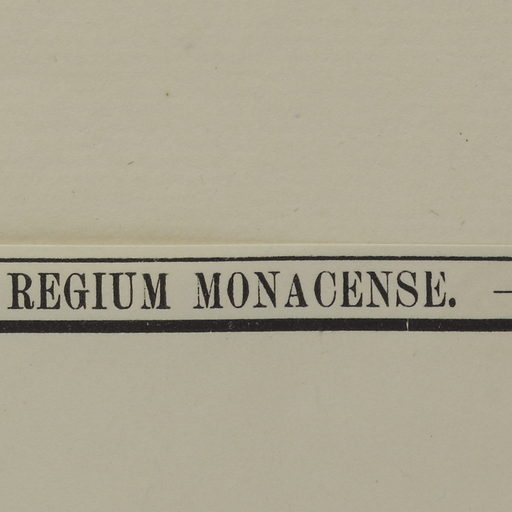 REGIUM MONACENSE. —